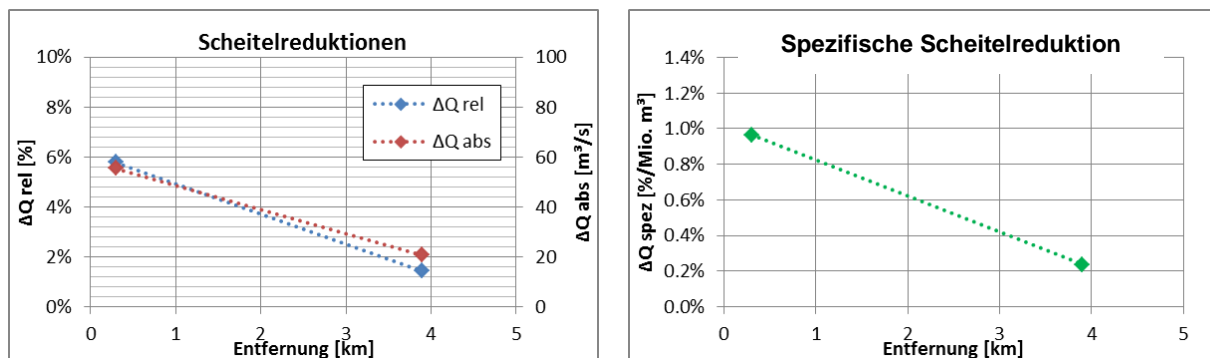 Scheitelreduktionen
10%
8%
6%
4%
2%
0%
ΔQ rel [%]
100
80
60
40
20
0
ΔQ abs [m³/s]
ΔQ rel
ΔQ abs
0 1 2 3 4 5
Entfernung [km]
Spezifische Scheitelreduktion
1.4%
1.2%
1.0%
0.8%
0.6%
0.4%
0.2%
0.0%
ΔQ spez [%/Mio. m³]
0 1 2 3 4 5
Entfernung [km]